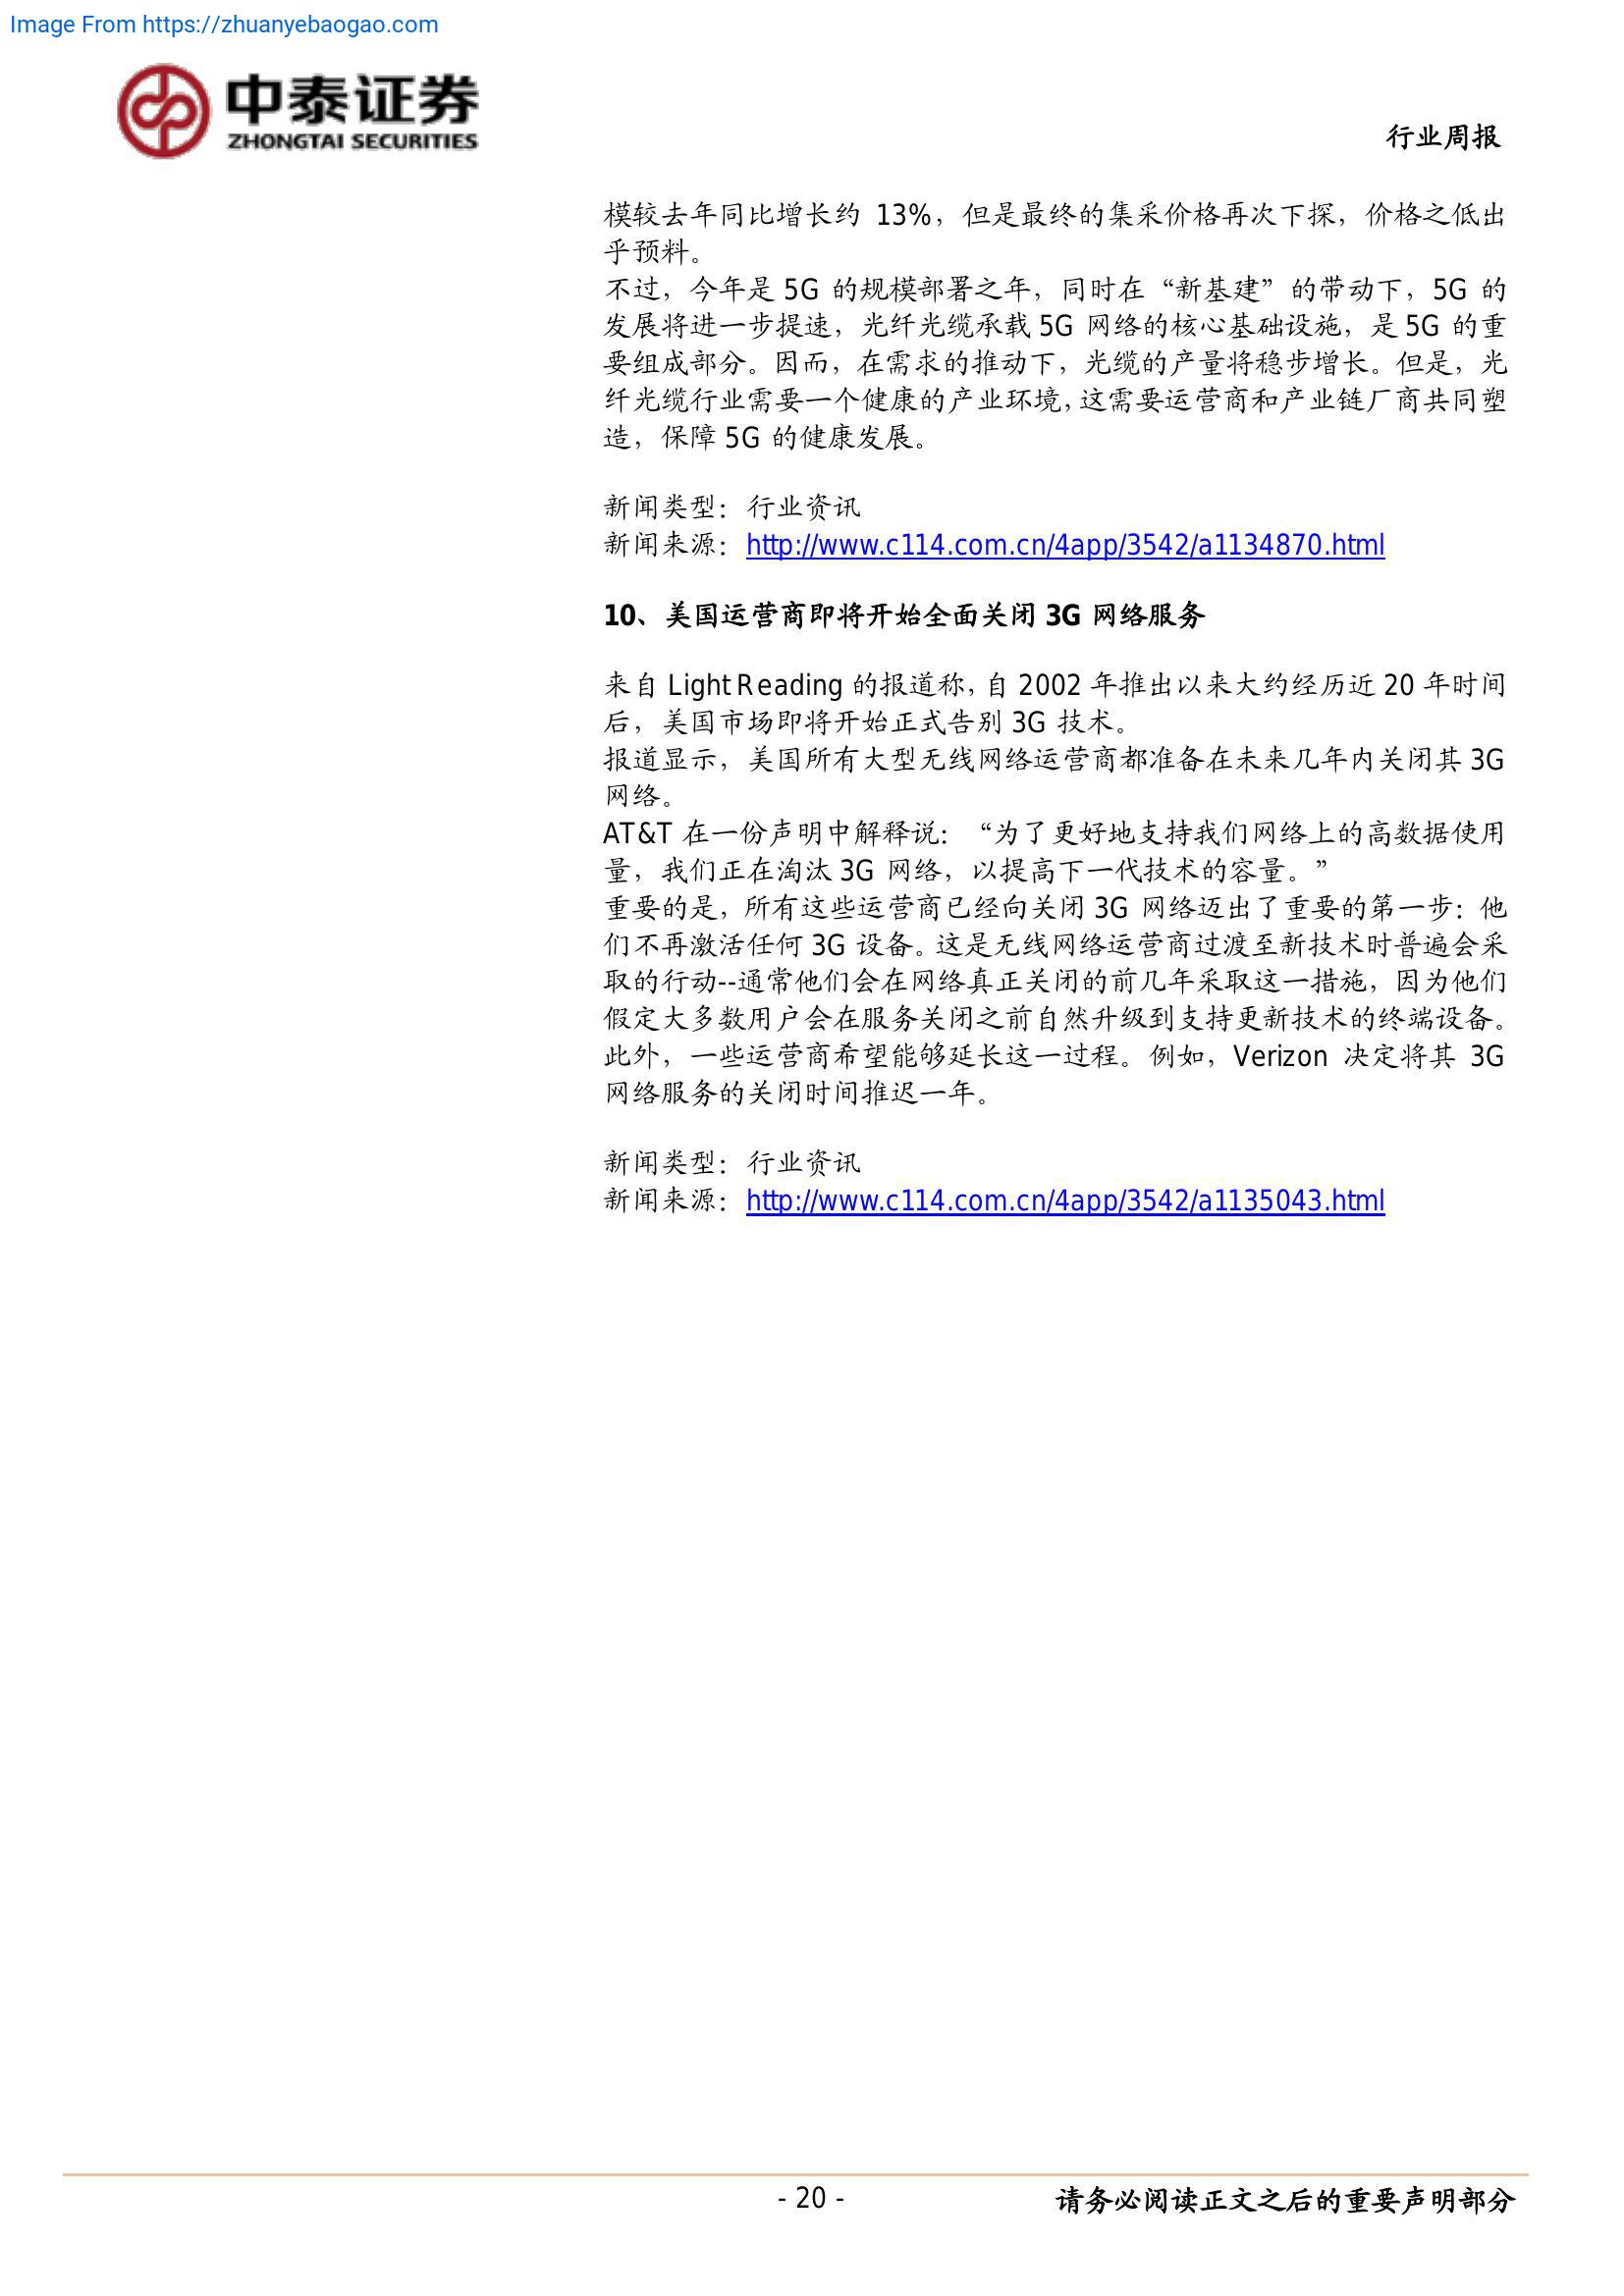 Image From https://zhuanyebaogao.com
中泰证券
ZHONGTAI SECURITIES
行业周报
模较去年同比增长约 13%，但是最终的集采价格再次下探，价格之低出
乎预料。
不过，今年是 5G 的规模部署之年，同时在“新基建”的带动下，5G 的
发展将进一步提速，光纤光缆承载 5G 网络的核心基础设施，是 5G 的重
要组成部分。因而，在需求的推动下，光缆的产量将稳步增长。但是，光
纤光缆行业需要一个健康的产业环境，这需要运营商和产业链厂商共同塑
造，保障 5G 的健康发展。
新闻类型：行业资讯
新闻来源：http://www.c114.com.cn/4app/3542/a1134870.html
10、美国运营商即将开始全面关闭 3G 网络服务
来自 Light Reading 的报道称，自 2002 年推出以来大约经历近 20 年时间
后，美国市场即将开始正式告别 3G 技术。
报道显示，美国所有大型无线网络运营商都准备在未来几年内关闭其 3G
网络。
AT&T 在一份声明中解释说：“为了更好地支持我们网络上的高数据使用
量，我们正在淘汰 3G 网络，以提高下一代技术的容量。”
重要的是，所有这些运营商已经向关闭 3G 网络迈出了重要的第一步：他
们不再激活任何 3G 设备。这是无线网络运营商过渡至新技术时普遍会采
取的行动--通常他们会在网络真正关闭的前几年采取这一措施，因为他们
假定大多数用户会在服务关闭之前自然升级到支持更新技术的终端设备。
此外，一些运营商希望能够延长这一过程。例如，Verizon 决定将其 3G
网络服务的关闭时间推迟一年。
新闻类型：行业资讯
新闻来源：http://www.c114.com.cn/4app/3542/a1135043.html
- 20 -
请务必阅读正文之后的重要声明部分